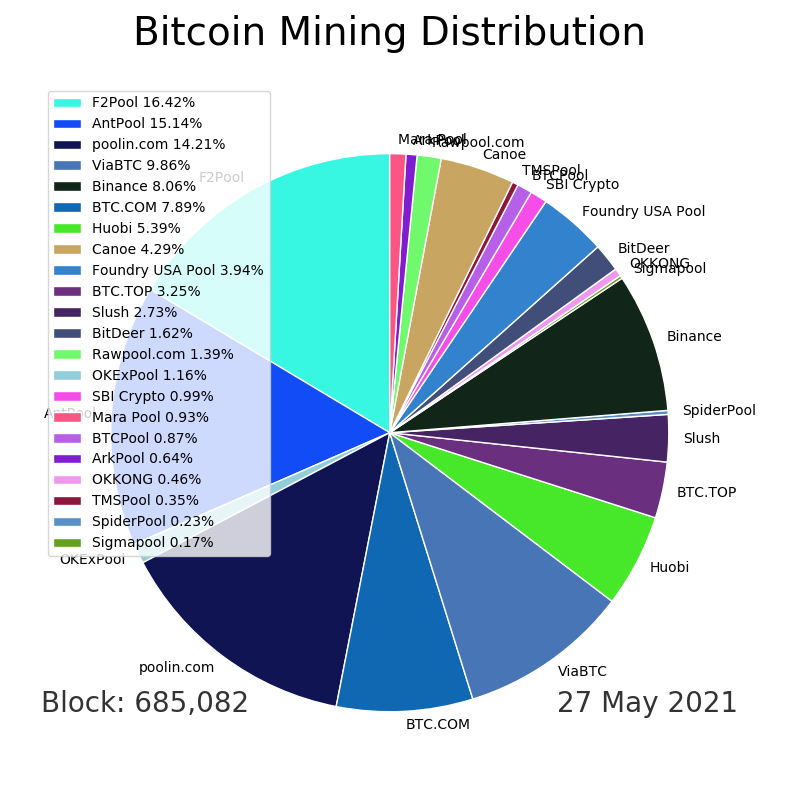 Bitcoin Mining Distribution
F2Pool 16.42%
AntPool 15.14%
poolin.com 14.21%
ViaBTC 9.86%
Binance 8.06%
BTC.COM 7.89%
Huobi 5.39%
Canoe 4.29%
Foundry USA Pool 3.94%
BTC.TOP 3.25%
Slush 2.73%
BitDeer 1.62%
Rawpool.com 1.39%
OKExPool 1.16%
SBI Crypto 0.99%
Mara Pool 0.93%
BTCPool 0.87%
ArkPool 0.64%
OKKONG 0.46%
TMSPool 0.35%
SpiderPool 0.23%
Sigmapool 0.17%
Mara Pool
ArkPool
Rawpool.com
Canoe
TMSPool
BTCPool
SBI Crypto
Foundry USA Pool
BitDeer
OKKONG
Sigmapool
Binance
SpiderPool
Slush
BTC.TOP
Huobi
ViaBTC
BTC.COM
poolin.com
OKExPool
AntPool
F2Pool
Block: 685,082
27 May 2021